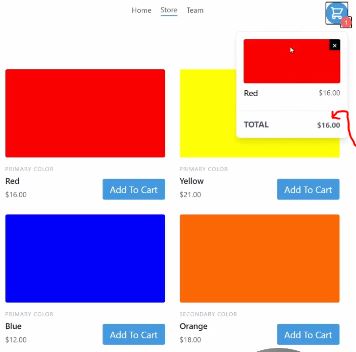 Home Store Team
1
×
Red $16.00
TOTAL $16.00
PRIMARY COLOR
Red
$16.00
Add To Cart
PRIMARY COLOR
Yellow
$21.00
Add To Cart
PRIMARY COLOR
Blue
$12.00
Add To Cart
SECONDARY COLOR
Orange
$18.00
Add To Cart